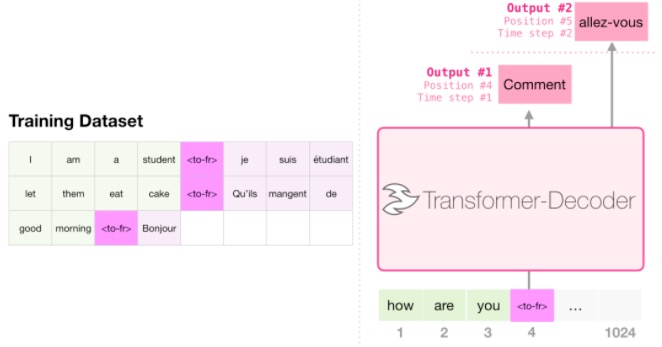 Training Dataset
I am a student <to-fr> je suis étudiant
let them eat cake <to-fr> Qu'ils mangent de
good morning <to-fr> Bonjour
Output #2
Position #5
Time step #2
allez-vous
Output #1
Position #4
Time step #1
Comment
Transformer-Decoder
how are you <to-fr> ...
1 2 3 4 1024